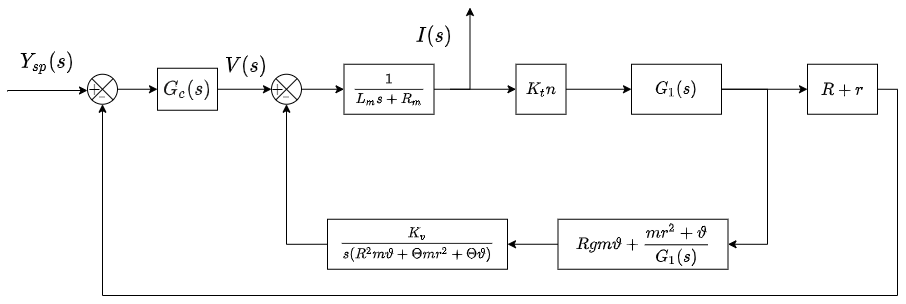 I(s)
Y_{sp}(s)
+
−
G_c(s)
V(s)
+
−
\frac{1}{L_m s + R_m}
K_t n
G_1(s)
R + r
\frac{K_v}{s(R^2 m\vartheta + \Theta mr^2 + \Theta\vartheta)}
Rgm\vartheta + \frac{mr^2 + \vartheta}{G_1(s)}